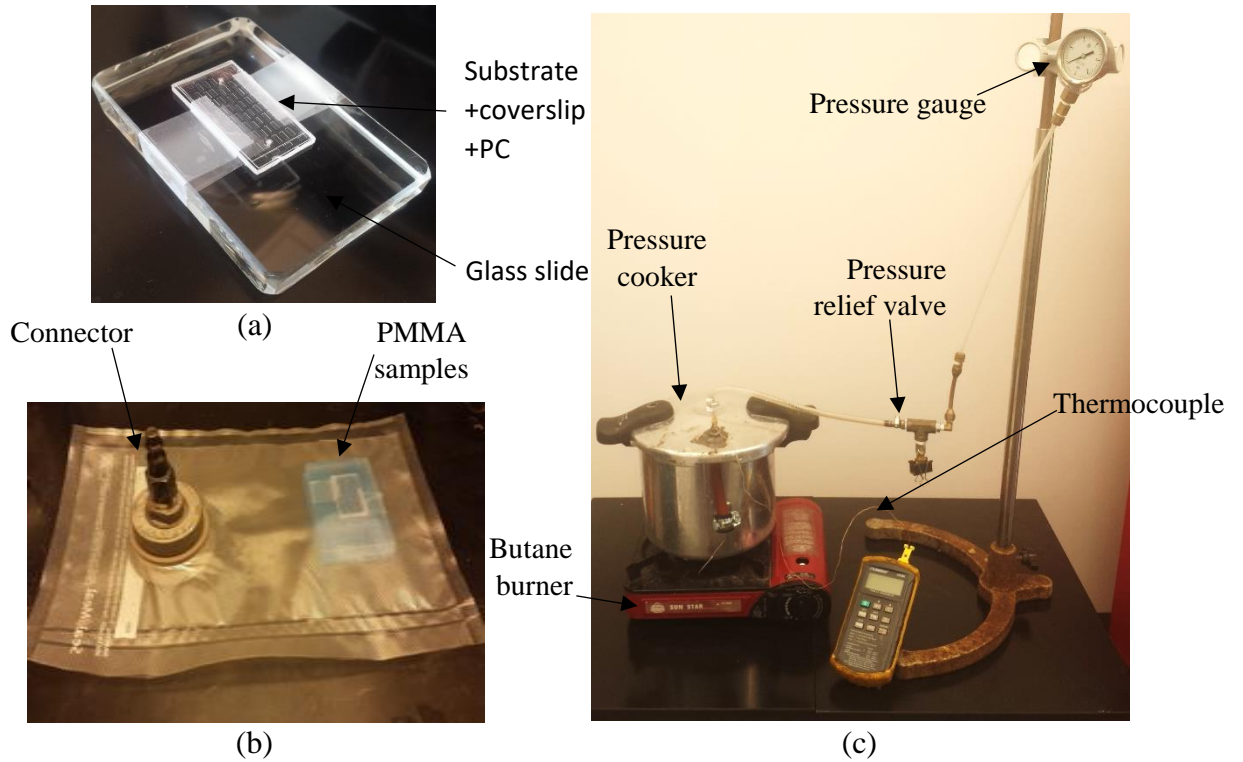 Substrate
+coverslip
+PC
Glass slide
(a)
Connector
PMMA
samples
(b)
Pressure gauge
Pressure
cooker
Pressure
relief valve
Thermocouple
Butane
burner
SUN STAR
(c)